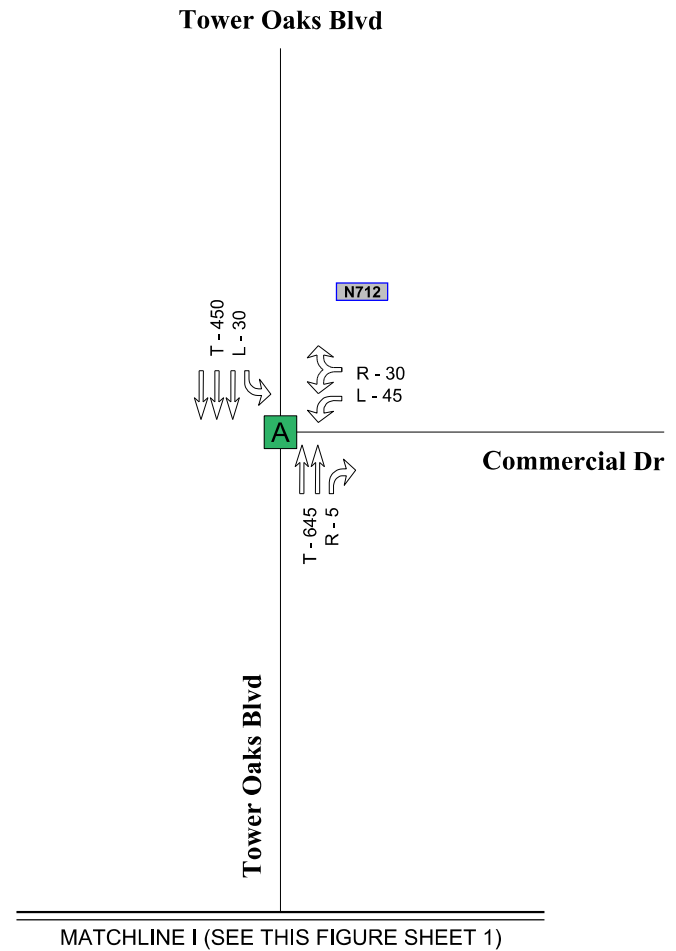 Tower Oaks Blvd
N712
T - 450
L - 30
R - 30
L - 45
A
Commercial Dr
T - 645
R - 5
Tower Oaks Blvd
MATCHLINE I (SEE THIS FIGURE SHEET 1)